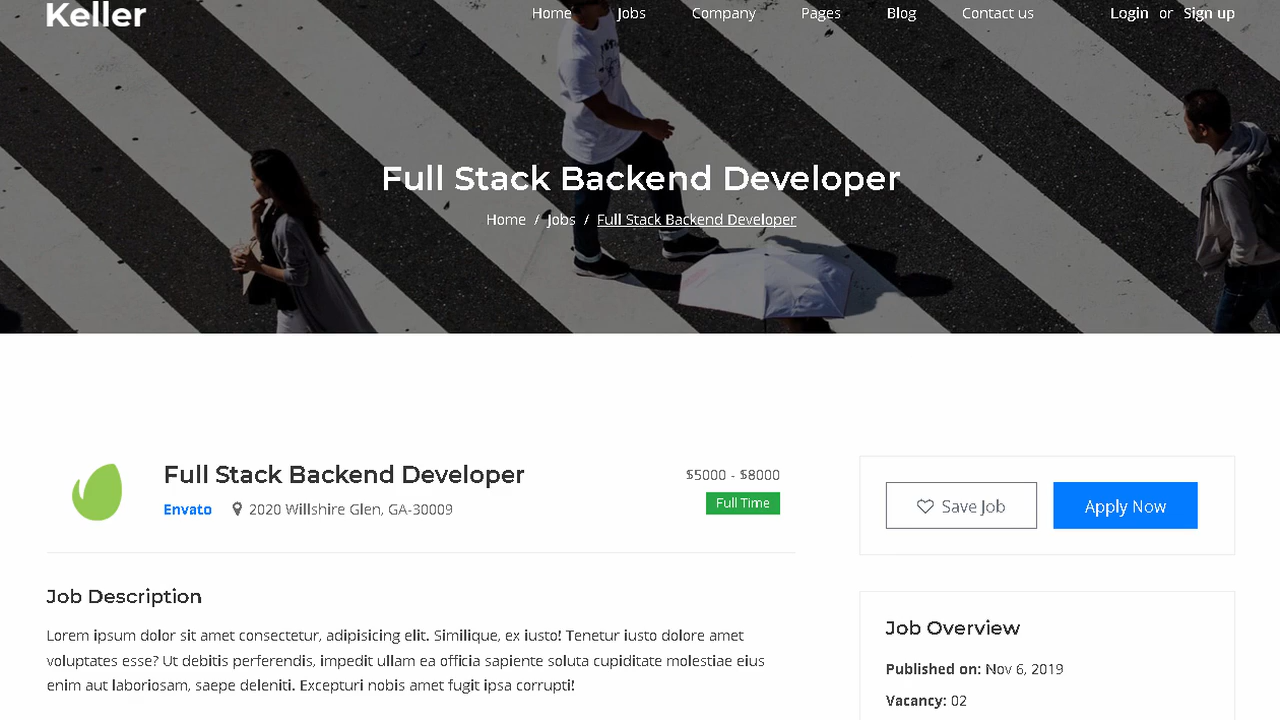 Keller
Home Jobs Company Pages Blog Contact us Login or Sign up
Full Stack Backend Developer
Home / Jobs / Full Stack Backend Developer
Full Stack Backend Developer
$5000 - $8000
Envato 2020 Willshire Glen, GA-30009
Full Time
Save Job
Apply Now
Job Description
Lorem ipsum dolor sit amet consectetur, adipisicing elit. Similique, ex iusto! Tenetur iusto dolore amet
voluptates esse? Ut debitis perferendis, impedit ullam ea officia sapiente soluta cupiditate molestiae eius
enim aut laboriosam, saepe deleniti. Excepturi nobis amet fugit ipsa corrupti!
Job Overview
Published on: Nov 6, 2019
Vacancy: 02